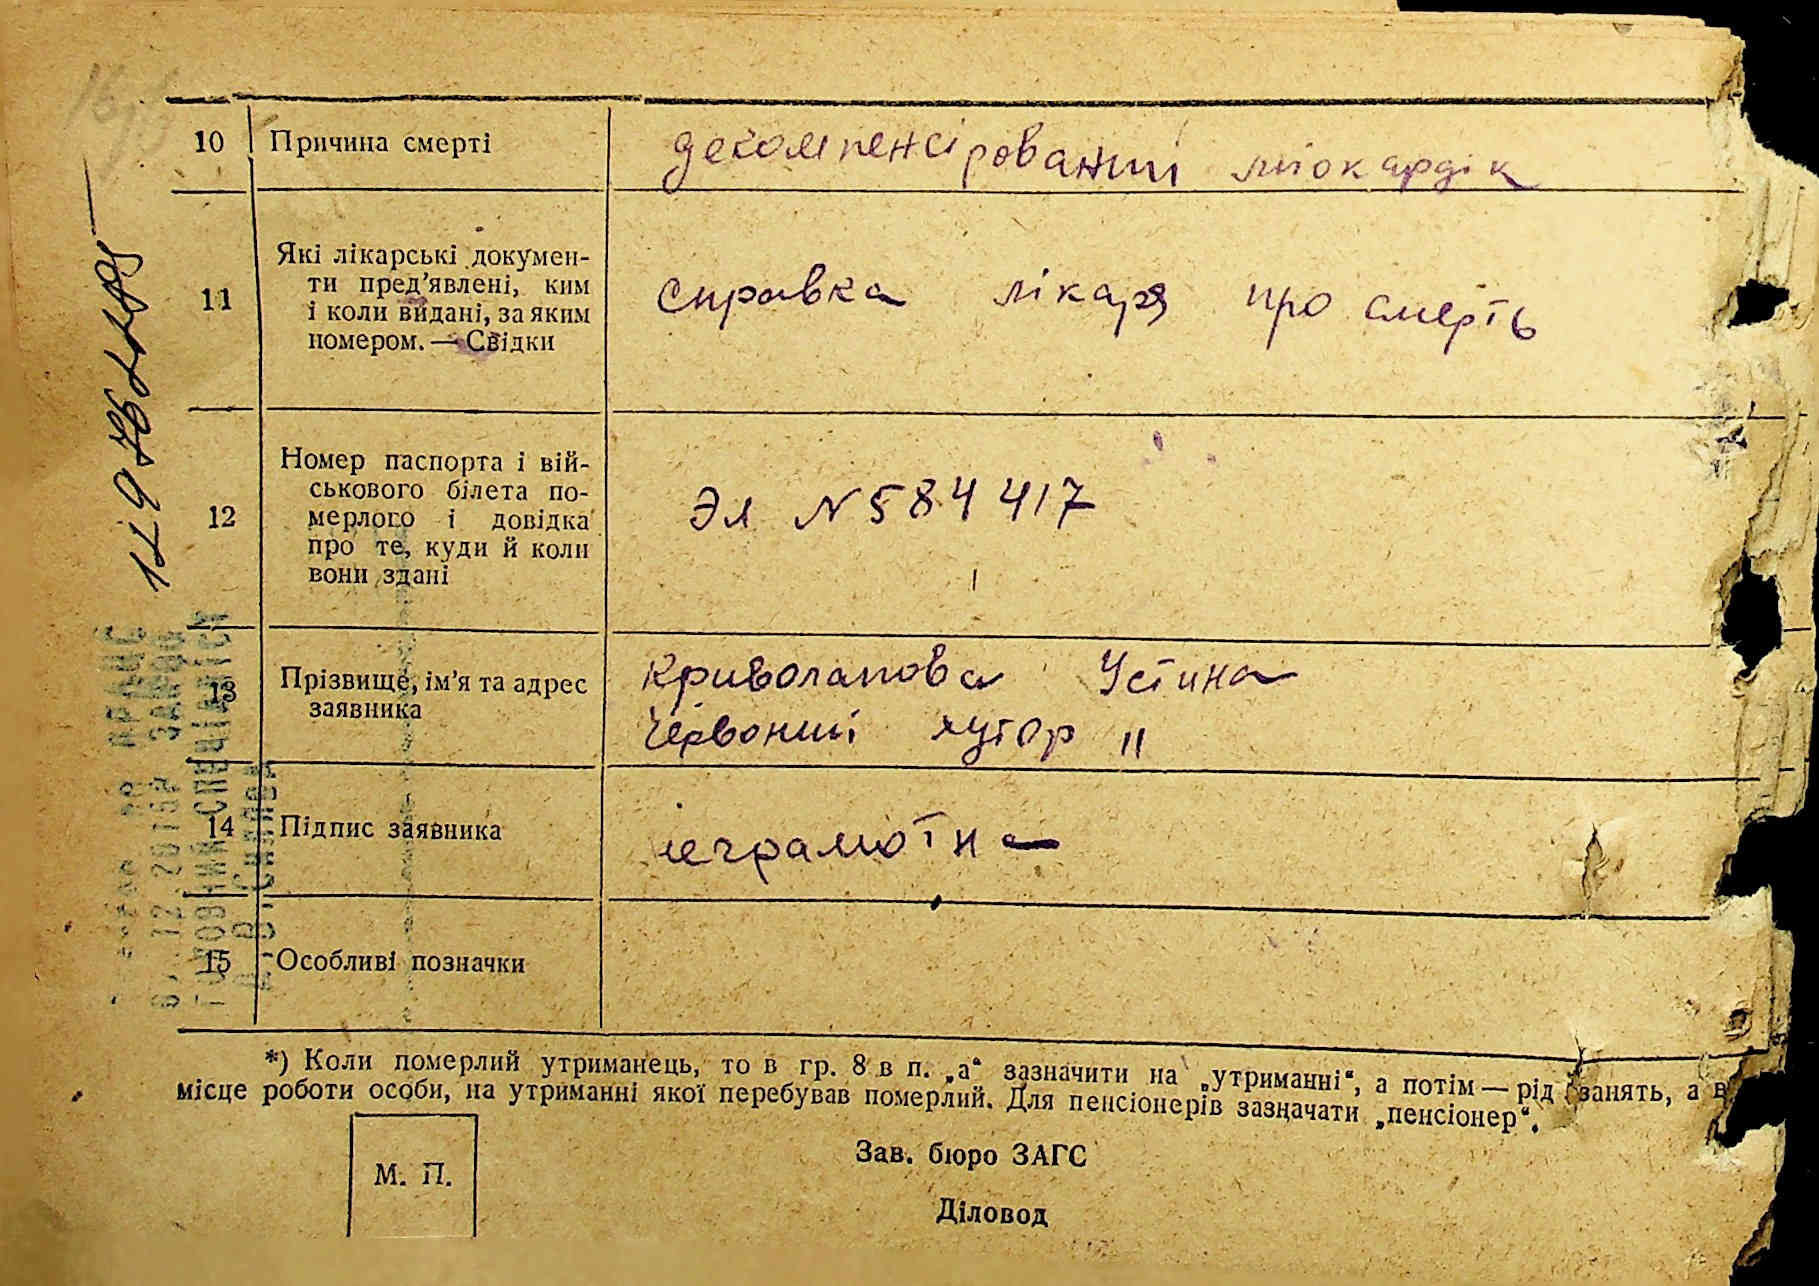 10 Причина смерті декомпенсірований міокардік
11 Які лікарські докумен-
ти пред’явлені, ким
і коли видані, за яким
номером. — Свідки
справка лікаря про смерть
12 Номер паспорта і вій-
ськового білета по-
мерлого і довідка
про те, куди й коли
вони здані
Эл N 584417
13 Прізвище, ім’я та адрес
заявника
Криволапова Устина
Червоний хутор 11
14 Підпис заявника
неграмотна
15 Особливі позначки
*) Коли померлий утриманець, то в гр. 8 в п. „а“ зазначити на „утриманні“, а потім — рід занять, а в
місце роботи особи, на утриманні якої перебував померлий. Для пенсіонерів зазначати „пенсіонер“.
М. П.
Зав. бюро ЗАГС
Діловод